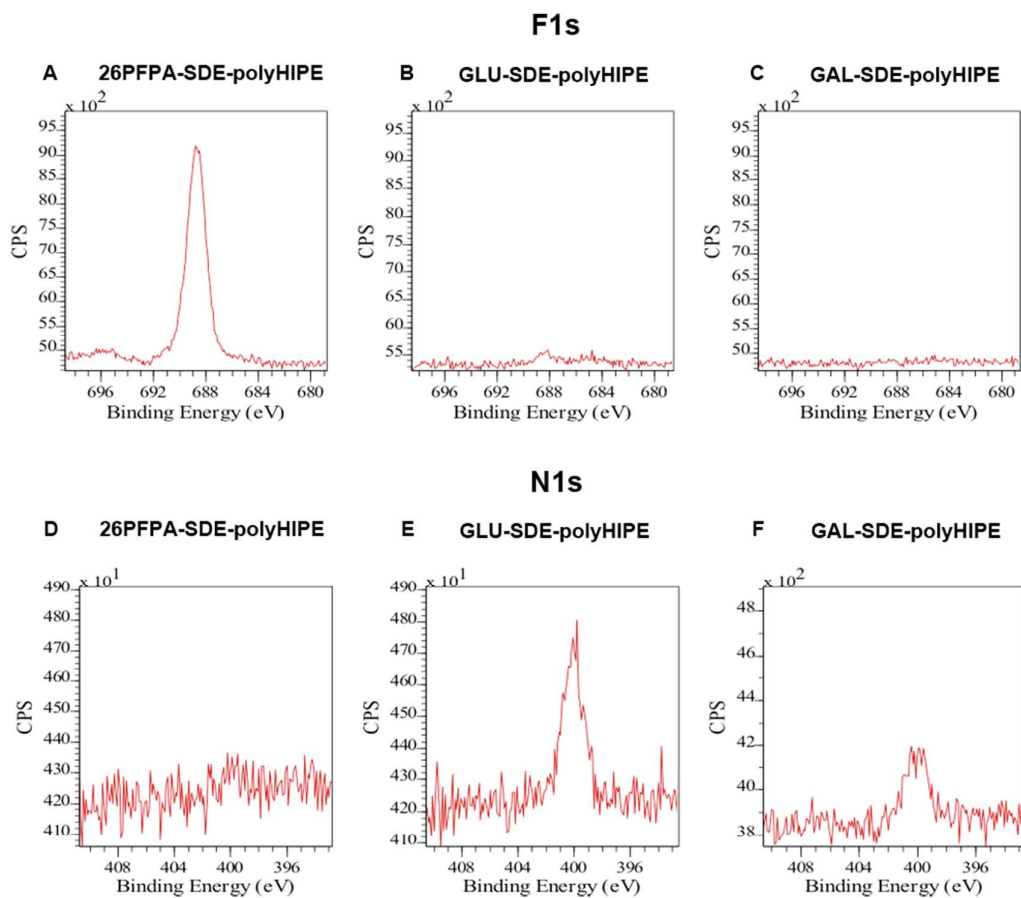 F1s
A 26PFPA-SDE-polyHIPE
B GLU-SDE-polyHIPE
C GAL-SDE-polyHIPE
x 10²
95
90
85
80
75
70
65
60
55
50
CPS
696 692 688 684 680
Binding Energy (eV)
x 10²
95
90
85
80
75
70
65
60
55
CPS
696 692 688 684 680
Binding Energy (eV)
x 10²
95
90
85
80
75
70
65
60
55
50
CPS
696 692 688 684 680
Binding Energy (eV)
N1s
D 26PFPA-SDE-polyHIPE
E GLU-SDE-polyHIPE
F GAL-SDE-polyHIPE
x 10¹
490
480
470
460
450
440
430
420
410
CPS
408 404 400 396
Binding Energy (eV)
x 10¹
490
480
470
460
450
440
430
420
410
CPS
408 404 400 396
Binding Energy (eV)
x 10²
48
46
44
42
40
38
CPS
408 404 400 396
Binding Energy (eV)